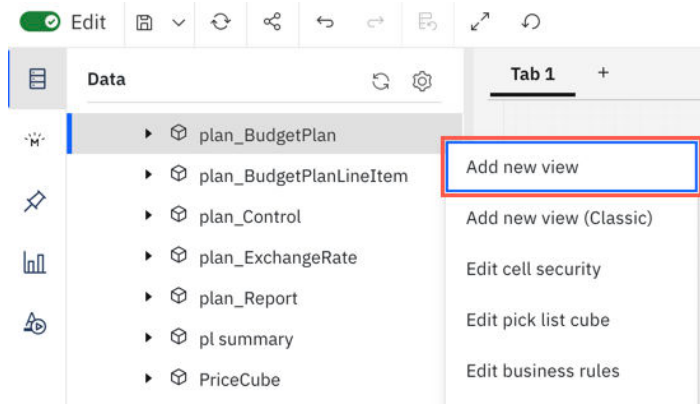 Edit
Data
Tab 1 +
plan_BudgetPlan
Add new view
plan_BudgetPlanLineItem
plan_Control
Add new view (Classic)
plan_ExchangeRate
Edit cell security
plan_Report
Edit pick list cube
pl summary
Edit business rules
PriceCube